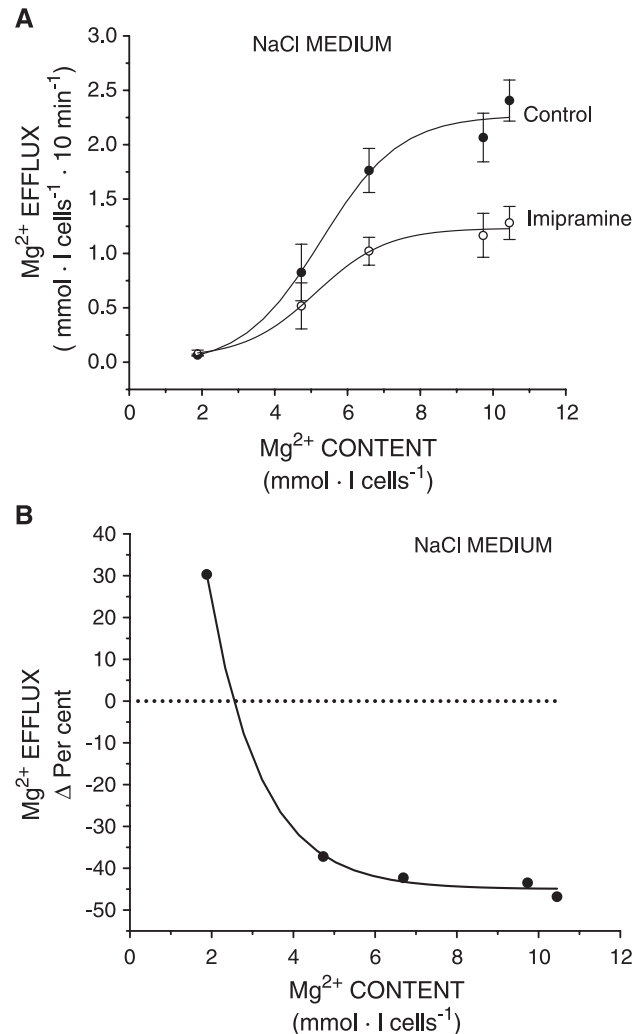 A
NaCl MEDIUM
Mg²⁺ EFFLUX
( mmol · l cells⁻¹ · 10 min⁻¹ )
3.0
2.5
2.0
1.5
1.0
0.5
0.0
Control
Imipramine
0 2 4 6 8 10 12
Mg²⁺ CONTENT
(mmol · l cells⁻¹)
B
NaCl MEDIUM
Mg²⁺ EFFLUX
Δ Per cent
40
30
20
10
0
-10
-20
-30
-40
-50
0 2 4 6 8 10 12
Mg²⁺ CONTENT
(mmol · l cells⁻¹)